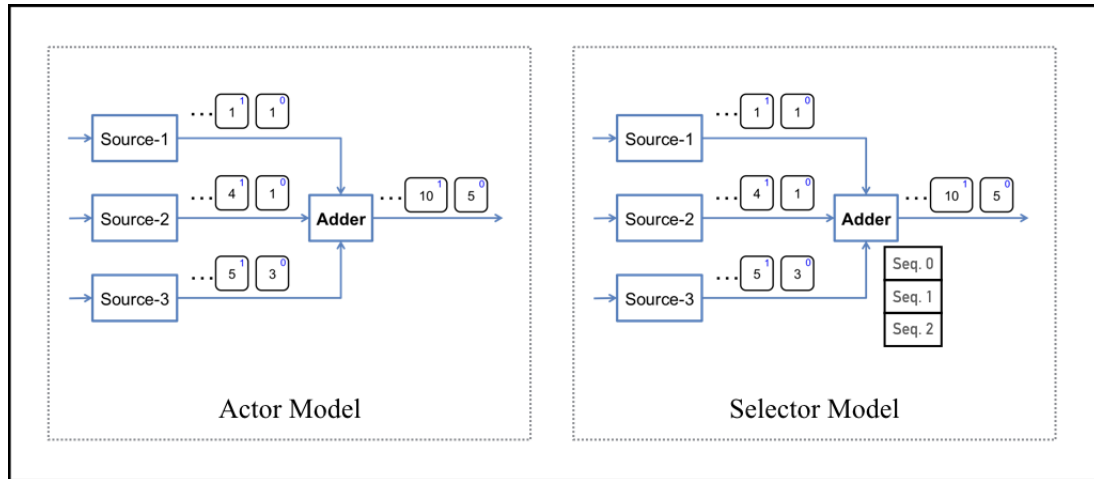 ... 1 1 1 0
Source-1
... 4 1 1 0
Source-2
Adder
... 10 1 5 0
... 5 1 3 0
Source-3
Actor Model
... 1 1 1 0
Source-1
... 4 1 1 0
Source-2
Adder
... 10 1 5 0
... 5 1 3 0
Source-3
Seq. 0
Seq. 1
Seq. 2
Selector Model